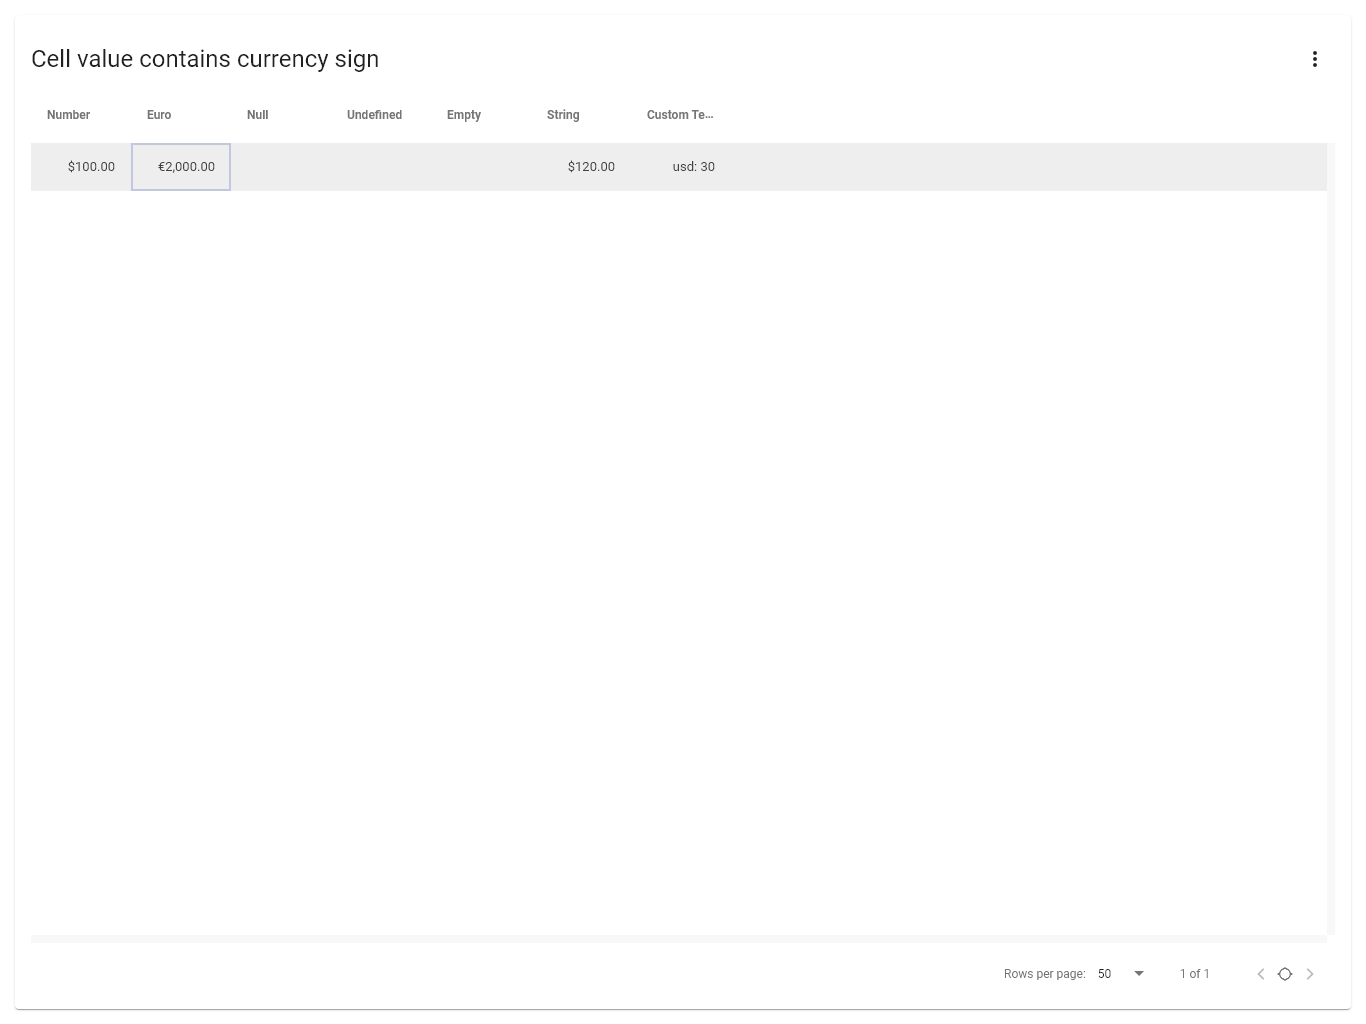 Cell value contains currency sign
Number Euro Null Undefined Empty String Custom Te...
$100.00 €2,000.00 $120.00 usd: 30
Rows per page: 50 1 of 1